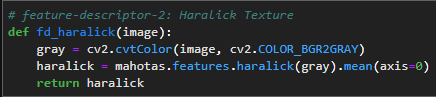 # feature-descriptor-2: Haralick Texture
def fd_haralick(image):
    gray = cv2.cvtColor(image, cv2.COLOR_BGR2GRAY)
    haralick = mahotas.features.haralick(gray).mean(axis=0)
    return haralick